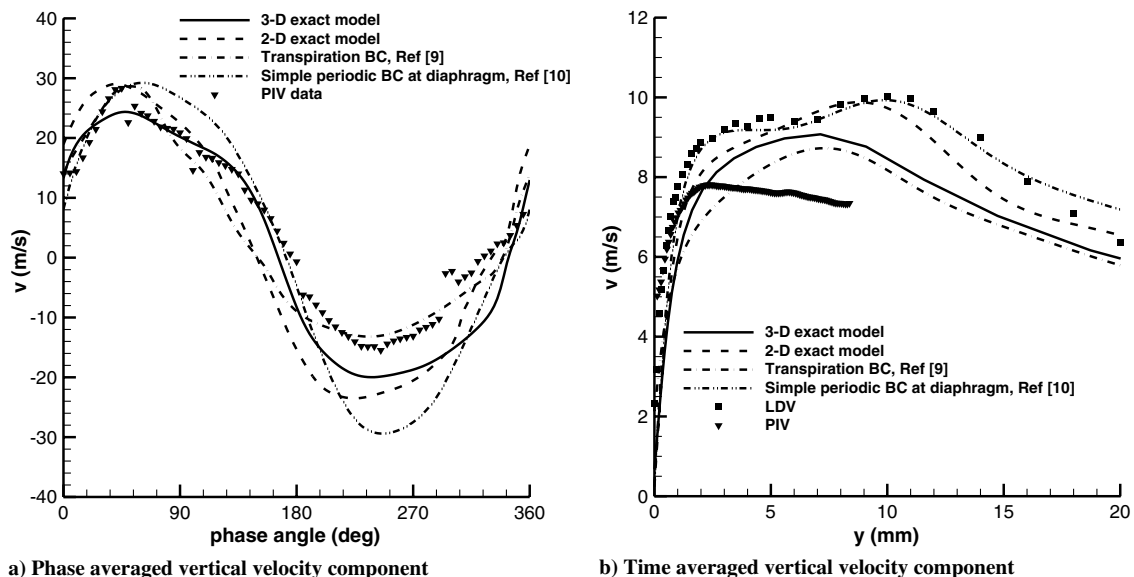 40
30
20
10
0
-10
-20
-30
-40
v (m/s)
0
90
180
270
360
phase angle (deg)
3-D exact model
2-D exact model
Transpiration BC, Ref [9]
Simple periodic BC at diaphragm, Ref [10]
PIV data
a) Phase averaged vertical velocity component
12
10
8
6
4
2
0
v (m/s)
0
5
10
15
20
y (mm)
3-D exact model
2-D exact model
Transpiration BC, Ref [9]
Simple periodic BC at diaphragm, Ref [10]
LDV
PIV
b) Time averaged vertical velocity component